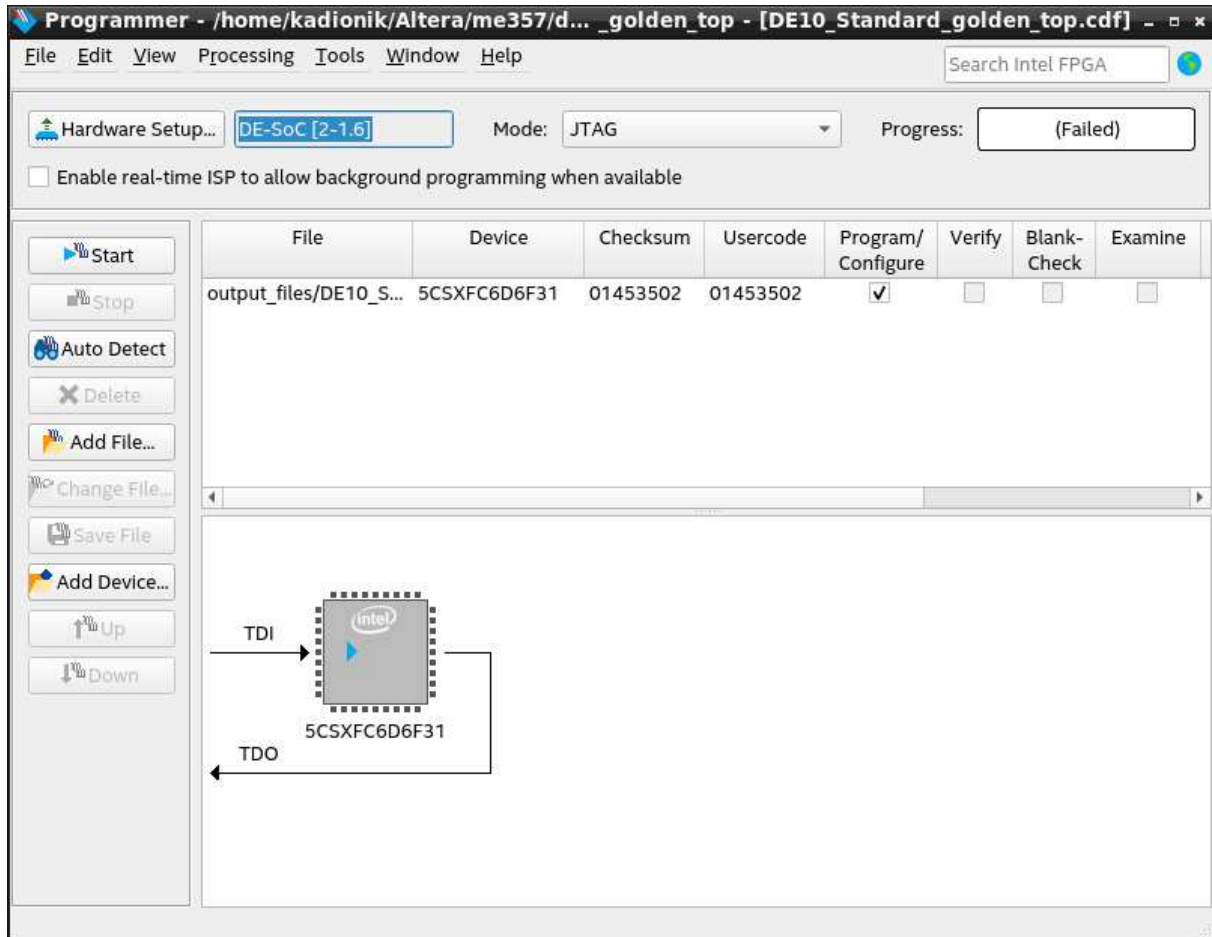 Programmer - /home/kadionik/Altera/me357/d... _golden_top - [DE10_Standard_golden_top.cdf]
File Edit View Processing Tools Window Help
Search Intel FPGA
Hardware Setup... DE-SoC [2-1.6] Mode: JTAG Progress: (Failed)
Enable real-time ISP to allow background programming when available
Start
Stop
Auto Detect
Delete
Add File...
Change File...
Save File
Add Device...
Up
Down
File Device Checksum Usercode Program/ Verify Blank- Examine
Configure Check
output_files/DE10_S... 5CSXFC6D6F31 01453502 01453502
TDI
intel
5CSXFC6D6F31
TDO